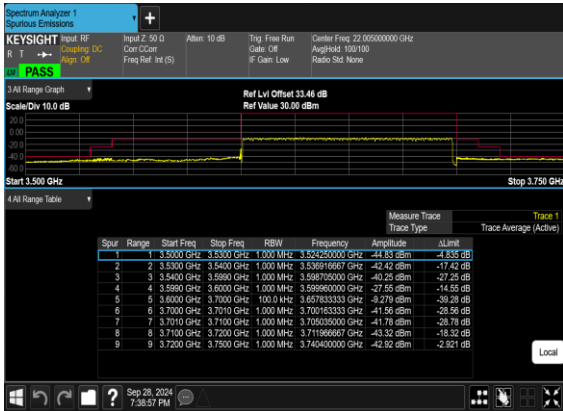 Spectrum Analyzer 1
Spurious Emissions
KEYSIGHT Input: RF Input Z: 50 Ω Atten: 10 dB Trig: Free Run Center Freq: 22.005000000 GHz
R T Coupling: DC Corr CCorr Gate: Off Avg|Hold: 100/100
Align: Off Freq Ref: Int (S) IF Gain: Low Radio Std: None
PASS
3 All Range Graph Ref Lvl Offset 33.46 dB
Scale/Div 10.0 dB Ref Value 30.00 dBm
20.0
0.00
-20.0
-40.0
-60.0
Start 3.500 GHz Stop 3.750 GHz
4 All Range Table
Measure Trace Trace 1
Trace Type Trace Average (Active)
Spur Range Start Freq Stop Freq RBW Frequency Amplitude ΔLimit
1 1 3.5000 GHz 3.5300 GHz 1.000 MHz 3.524250000 GHz -44.83 dBm -4.835 dB
2 2 3.5300 GHz 3.5400 GHz 1.000 MHz 3.536916667 GHz -42.42 dBm -17.42 dB
3 3 3.5400 GHz 3.5990 GHz 1.000 MHz 3.598705000 GHz -40.25 dBm -27.25 dB
4 4 3.5990 GHz 3.6000 GHz 1.000 MHz 3.599960000 GHz -27.55 dBm -14.55 dB
5 5 3.6000 GHz 3.7000 GHz 100.0 kHz 3.657833333 GHz -9.279 dBm -39.28 dB
6 6 3.7000 GHz 3.7010 GHz 1.000 MHz 3.700163333 GHz -41.56 dBm -28.56 dB
7 7 3.7010 GHz 3.7100 GHz 1.000 MHz 3.705035000 GHz -41.78 dBm -28.78 dB
8 8 3.7100 GHz 3.7200 GHz 1.000 MHz 3.711966667 GHz -43.32 dBm -18.32 dB
9 9 3.7200 GHz 3.7500 GHz 1.000 MHz 3.740400000 GHz -42.92 dBm -2.921 dB
Local
Sep 28, 2024
7:38:57 PM